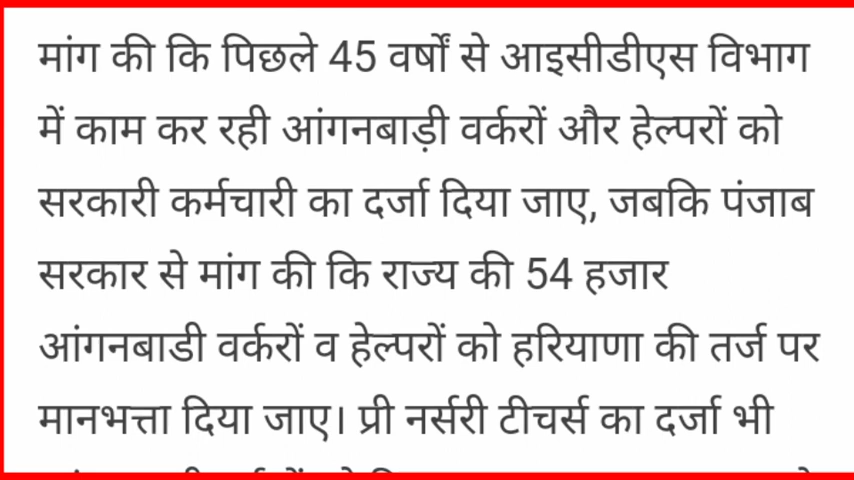 मांग की कि पिछले 45 वर्षों से आइसीडीएस विभाग
में काम कर रही आंगनबाड़ी वर्करों और हेल्परों को
सरकारी कर्मचारी का दर्जा दिया जाए, जबकि पंजाब
सरकार से मांग की कि राज्य की 54 हजार
आंगनबाडी वर्करों व हेल्परों को हरियाणा की तर्ज पर
मानभत्ता दिया जाए। प्री नर्सरी टीचर्स का दर्जा भी